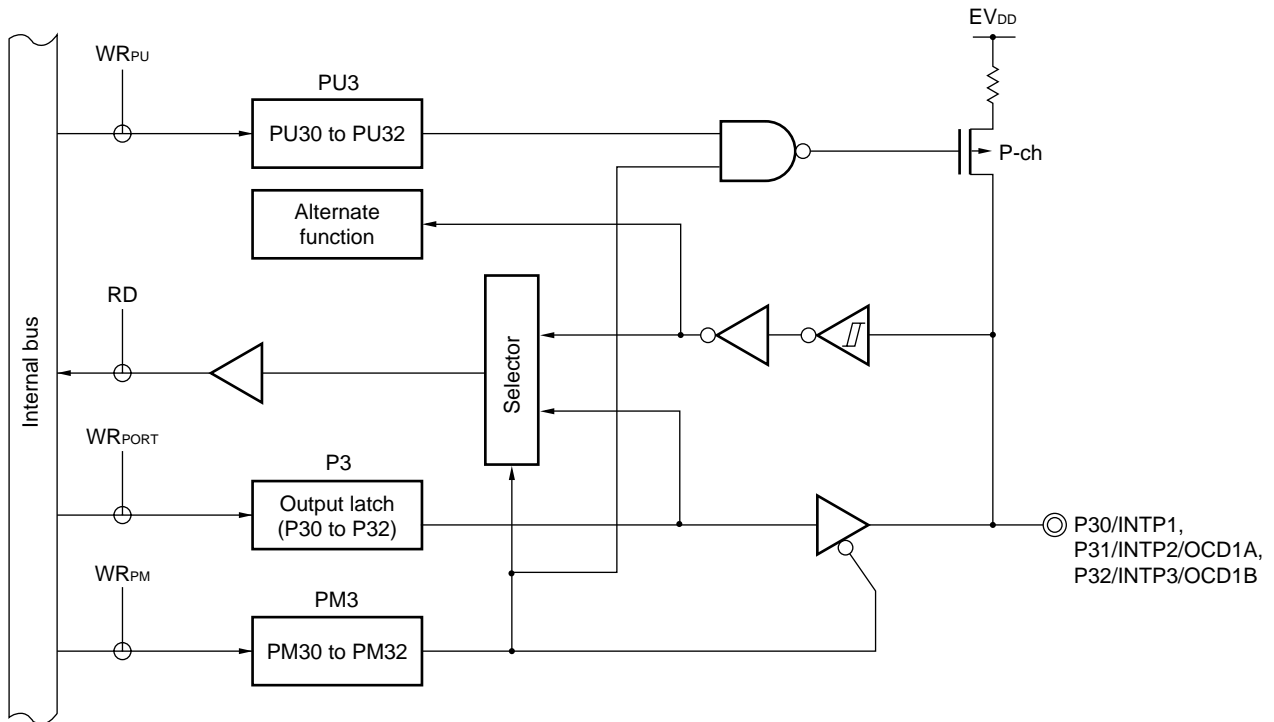 EVDD
WRPU
PU3
PU30 to PU32
P-ch
Alternate
function
RD
Internal bus
Selector
WRPORT
P3
Output latch
(P30 to P32)
P30/INTP1,
P31/INTP2/OCD1A,
P32/INTP3/OCD1B
WRPM
PM3
PM30 to PM32